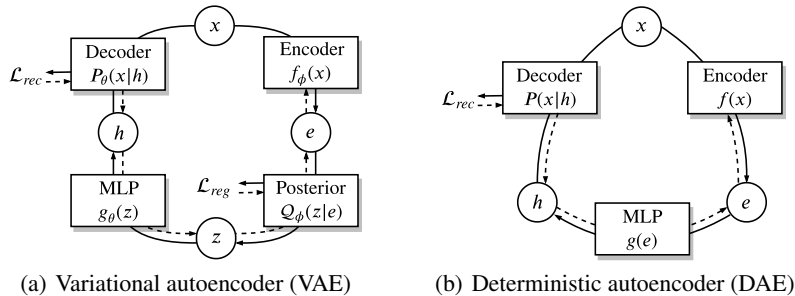 x
Decoder
P_θ(x|h)
Encoder
f_ϕ(x)
ℒ_rec
h
e
MLP
g_θ(z)
ℒ_reg
Posterior
Q_ϕ(z|e)
z
(a) Variational autoencoder (VAE)
x
Decoder
P(x|h)
Encoder
f(x)
ℒ_rec
h
e
MLP
g(e)
(b) Deterministic autoencoder (DAE)